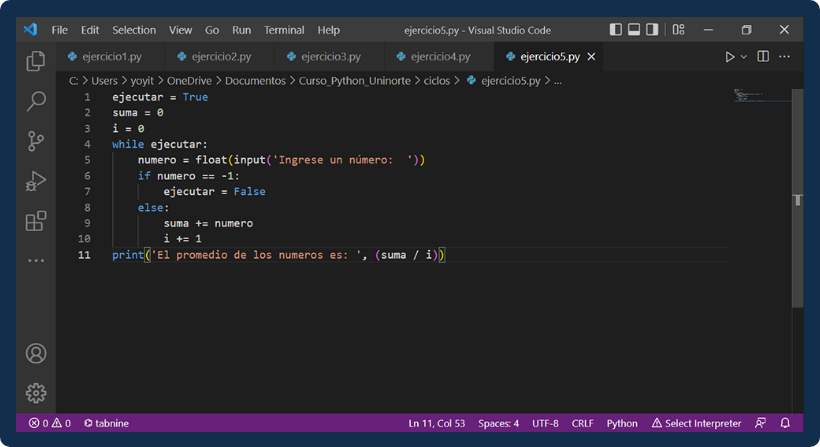 File Edit Selection View Go Run Terminal Help ejercicio5.py - Visual Studio Code
ejercicio1.py ejercicio2.py ejercicio3.py ejercicio4.py ejercicio5.py
C: > Users > yoyit > OneDrive > Documentos > Curso_Python_Uninorte > ciclos > ejercicio5.py > ...
1 ejecutar = True
2 suma = 0
3 i = 0
4 while ejecutar:
5     numero = float(input('Ingrese un número:  '))
6     if numero == -1:
7         ejecutar = False
8     else:
9         suma += numero
10         i += 1
11 print('El promedio de los numeros es: ', (suma / i))
0 0 tabnine Ln 11, Col 53 Spaces: 4 UTF-8 CRLF Python Select Interpreter